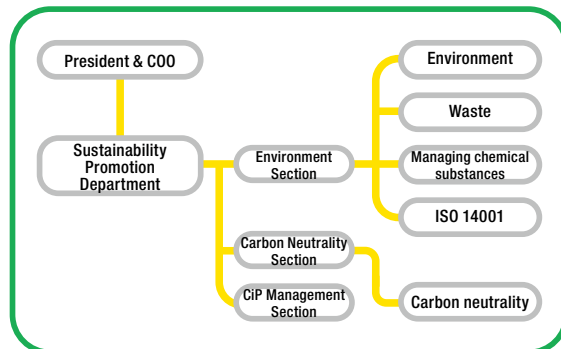 President & COO
Sustainability
Promotion
Department
Environment
Section
Carbon Neutrality
Section
CiP Management
Section
Environment
Waste
Managing chemical
substances
ISO 14001
Carbon neutrality